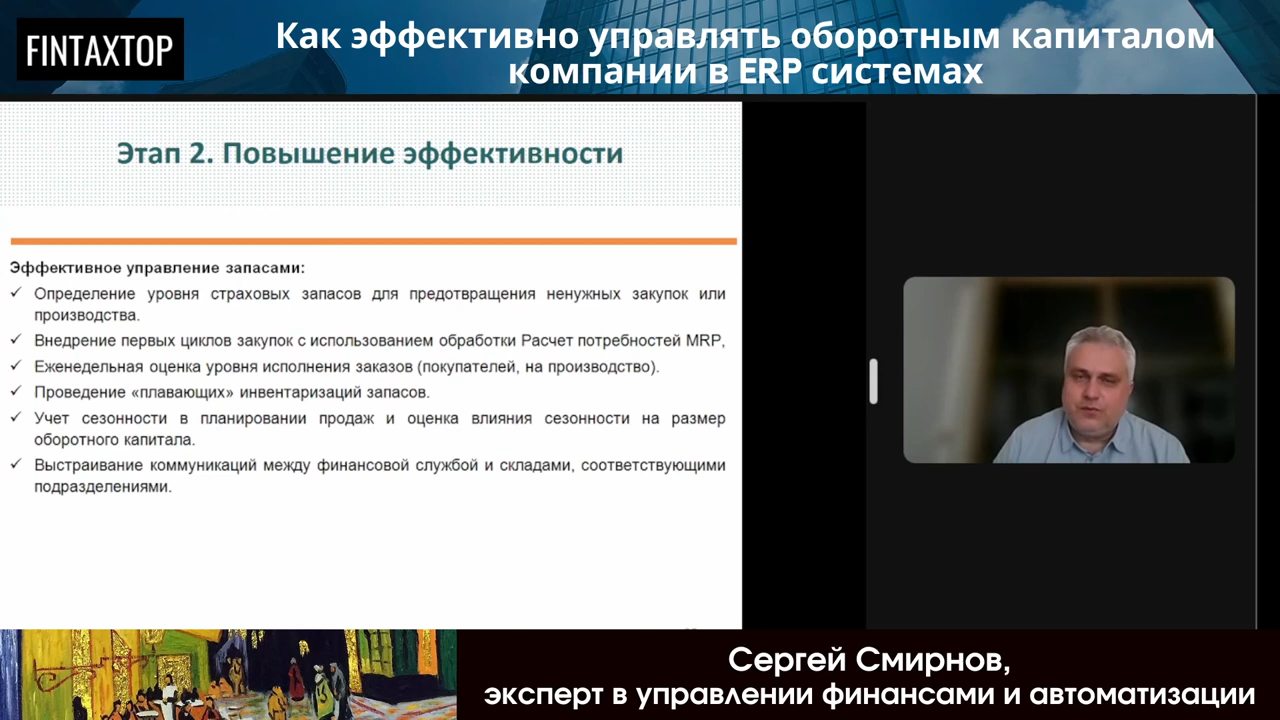 FINTAXTOP
Как эффективно управлять оборотным капиталом
компании в ERP системах
Этап 2. Повышение эффективности
Эффективное управление запасами:
✓ Определение уровня страховых запасов для предотвращения ненужных закупок или
производства.
✓ Внедрение первых циклов закупок с использованием обработки Расчет потребностей MRP,
✓ Еженедельная оценка уровня исполнения заказов (покупателей, на производство).
✓ Проведение «плавающих» инвентаризаций запасов.
✓ Учет сезонности в планировании продаж и оценка влияния сезонности на размер
оборотного капитала.
✓ Выстраивание коммуникаций между финансовой службой и складами, соответствующими
подразделениями.
Сергей Смирнов,
эксперт в управлении финансами и автоматизации